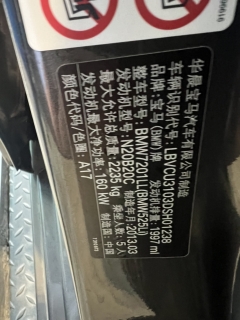 华晨宝马汽车有限公司制造
车辆识别代号:LBVCU3103DSH01238
品牌:宝马(BMW)牌 发动机排量:1997 ml
整车型号:BMW7201LL(BMW525Li)
发动机型号:N20B20C 制造年月:2013.03
最大允许总质量:2235 kg 乘坐人数:5人
发动机最大净功率:160 kW 制造国:中国
颜色代码/色圈:A17